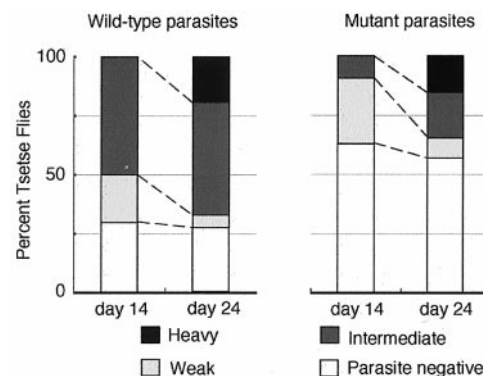 Wild-type parasites
Mutant parasites
Percent Tsetse Flies
100
50
0
day 14 day 24 day 14 day 24
Heavy Intermediate
Weak Parasite negative